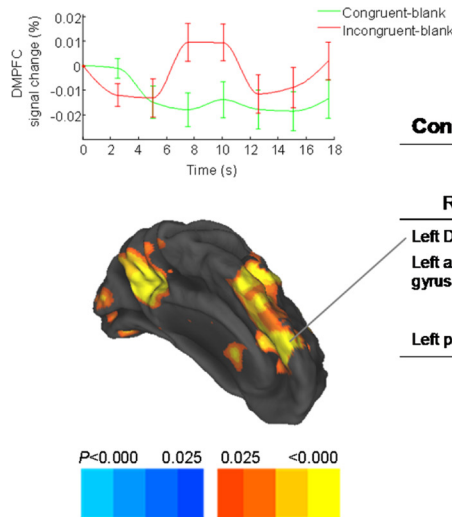 Congruent-blank
Incongruent-blank
DMPFC
signal change (%)
0.02
0.01
0
-0.01
-0.02
0 2 4 6 8 10 12 14 16 18
Time (s)
Con
R
Left D
Left a
gyrus
Left p
P<0.000 0.025 0.025 <0.000